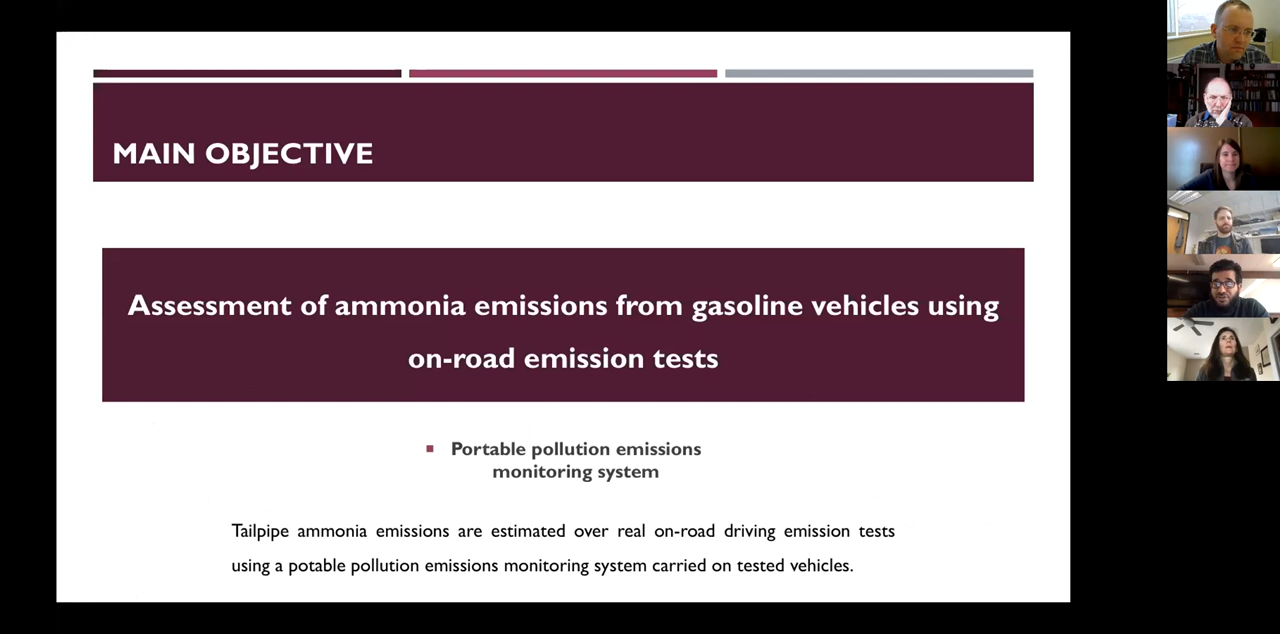 MAIN OBJECTIVE
Assessment of ammonia emissions from gasoline vehicles using
on-road emission tests
Portable pollution emissions
monitoring system
Tailpipe ammonia emissions are estimated over real on-road driving emission tests
using a potable pollution emissions monitoring system carried on tested vehicles.